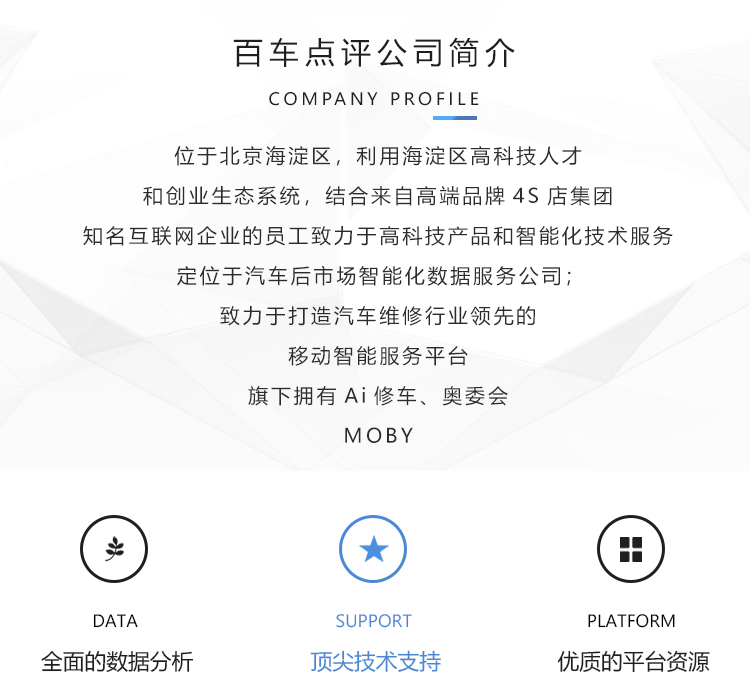 百车点评公司简介
COMPANY PROFILE
位于北京海淀区，利用海淀区高科技人才
和创业生态系统，结合来自高端品牌 4S 店集团
知名互联网企业的员工致力于高科技产品和智能化技术服务
定位于汽车后市场智能化数据服务公司；
致力于打造汽车维修行业领先的
移动智能服务平台
旗下拥有 Ai 修车、奥委会
MOBY
DATA
SUPPORT
PLATFORM
全面的数据分析
顶尖技术支持
优质的平台资源